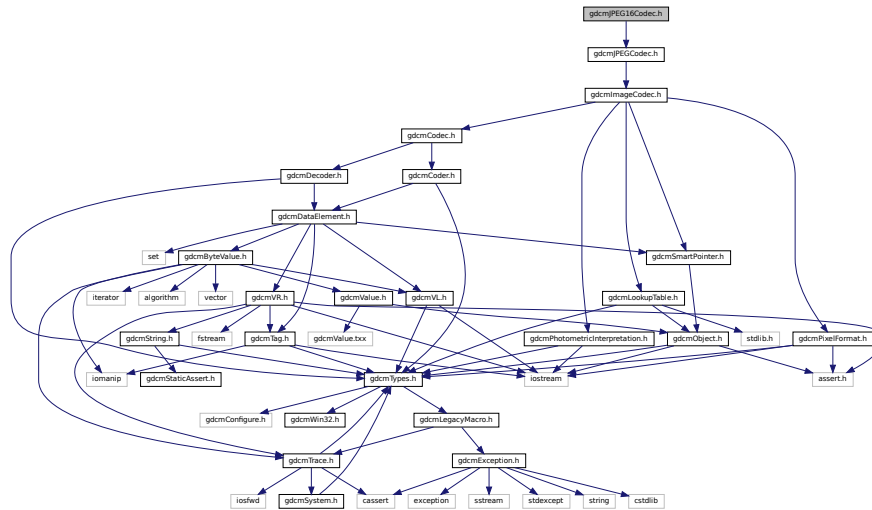 gdcmJPEG16Codec.h
gdcmJPEGCodec.h
gdcmImageCodec.h
gdcmCodec.h
gdcmDecoder.h
gdcmCoder.h
gdcmDataElement.h
set
gdcmByteValue.h
gdcmSmartPointer.h
iterator
algorithm
vector
gdcmVR.h
gdcmValue.h
gdcmVL.h
gdcmLookupTable.h
gdcmString.h
fstream
gdcmTag.h
gdcmValue.txx
gdcmPhotometricInterpretation.h
gdcmObject.h
stdlib.h
gdcmPixelFormat.h
iomanip
gdcmStaticAssert.h
gdcmTypes.h
iostream
assert.h
gdcmConfigure.h
gdcmWin32.h
gdcmLegacyMacro.h
gdcmTrace.h
gdcmException.h
iosfwd
gdcmSystem.h
cassert
exception
sstream
stdexcept
string
cstdlib